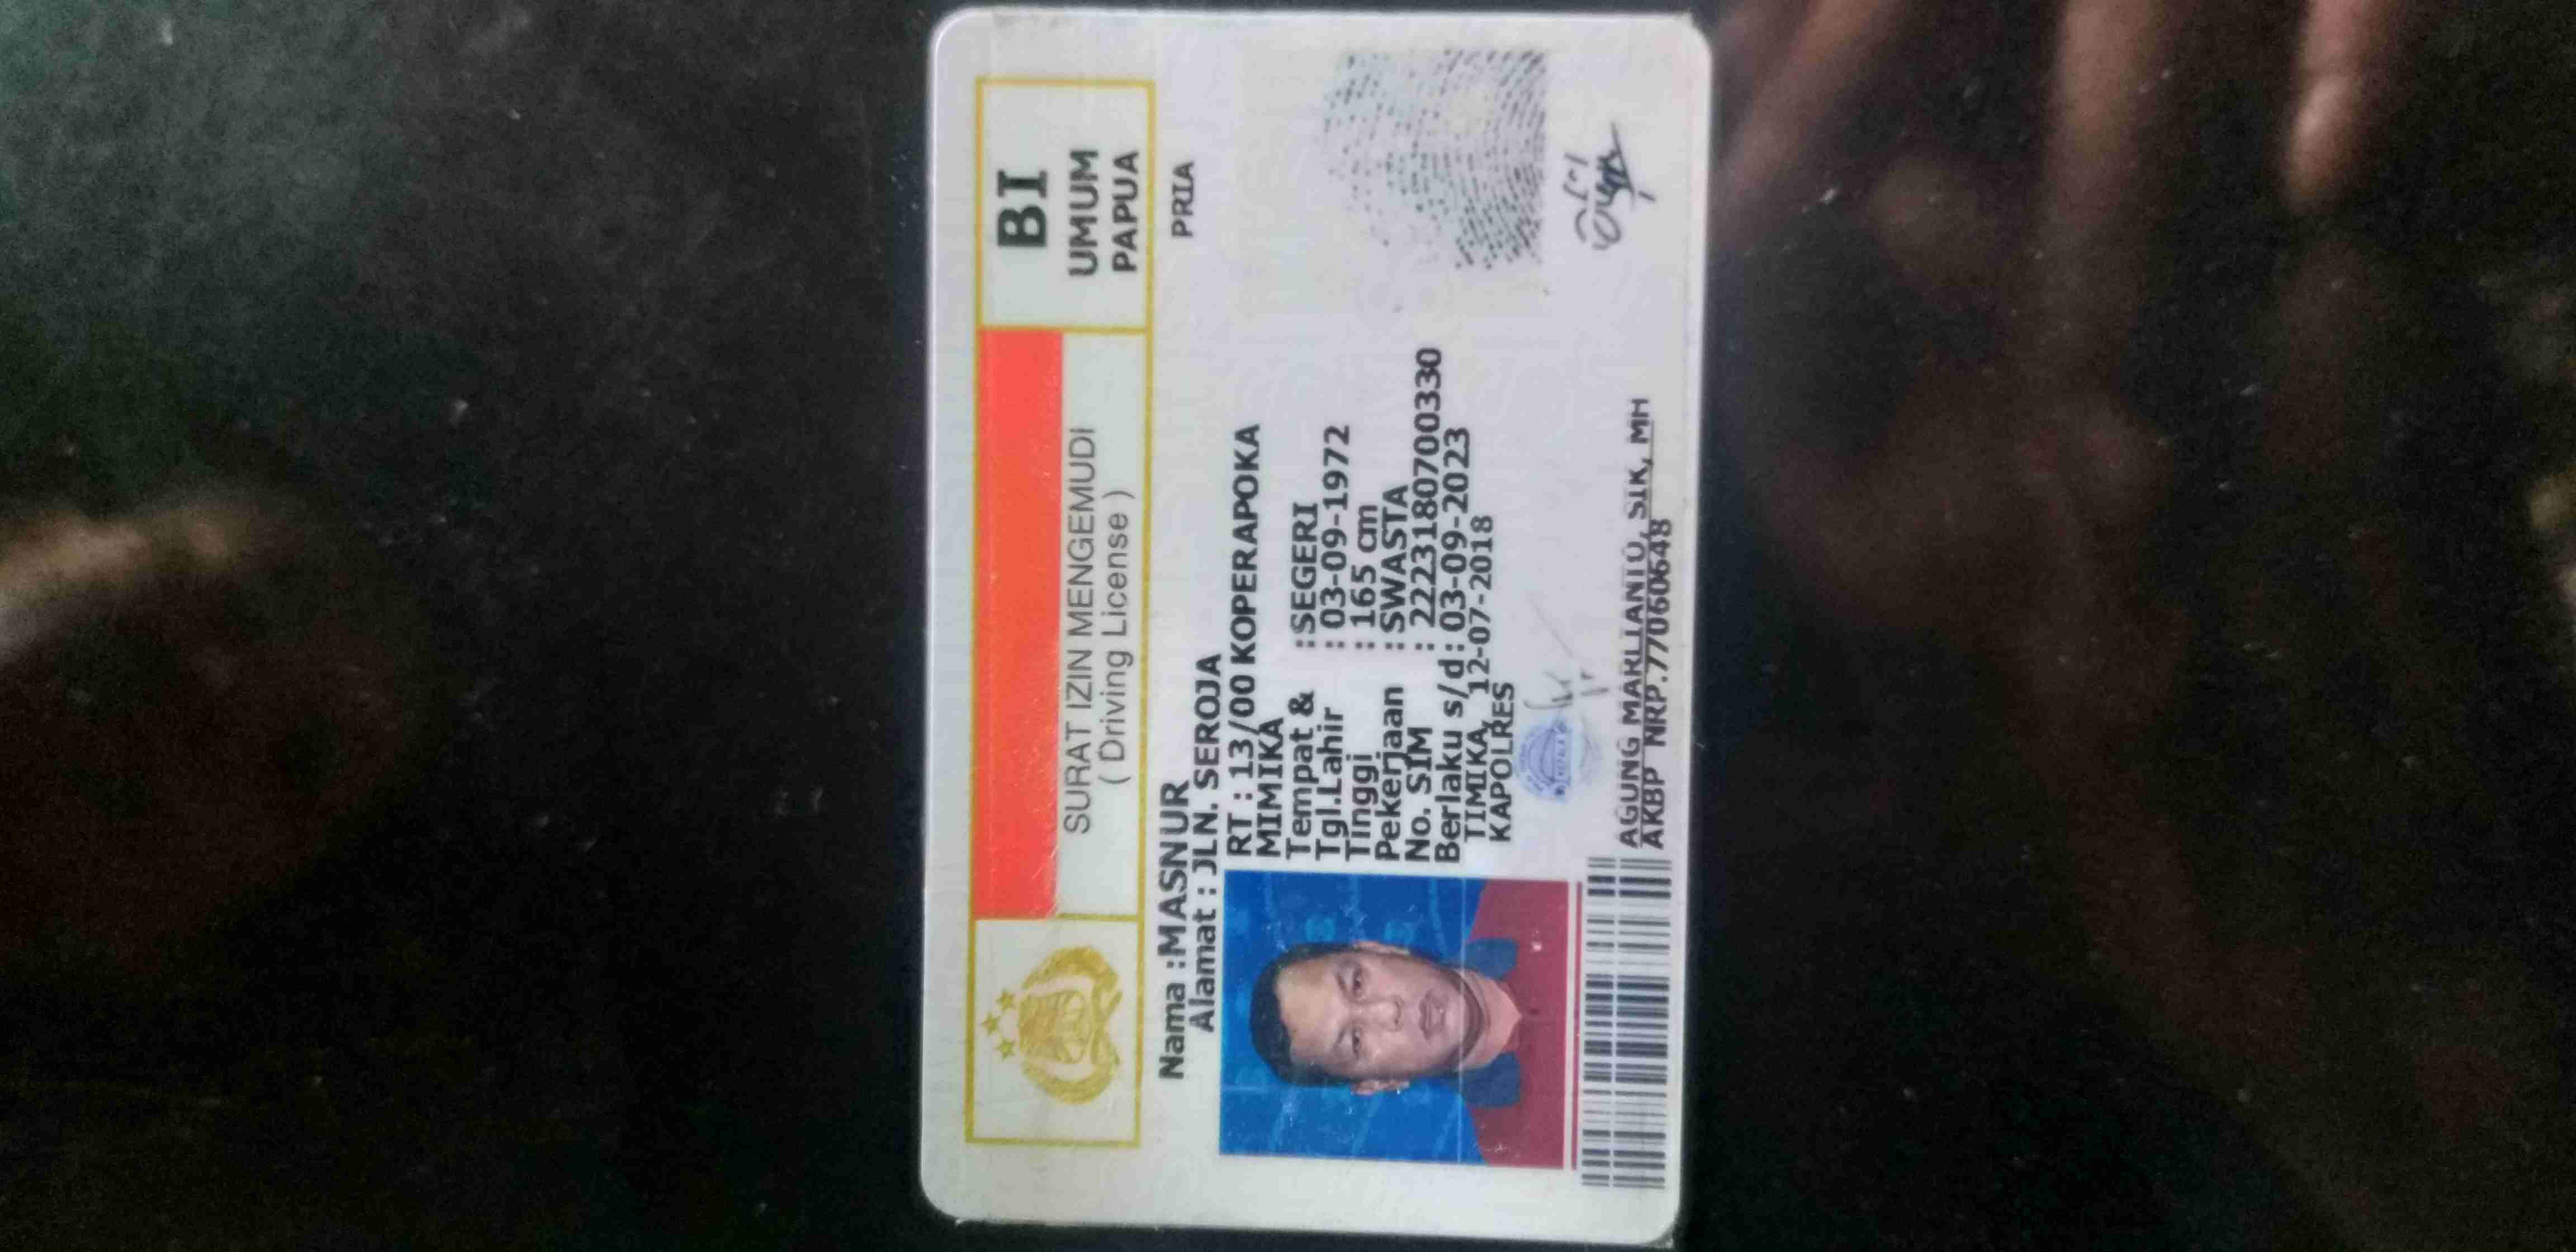 BI
UMUM
PAPUA
SURAT IZIN MENGEMUDI
( Driving License )
Nama :MASNUR
PRIA
Alamat : JLN. SEROJA
RT : 13/00 KOPERAPOKA
MIMIKA
Tempat & :SEGERI
Tgl.Lahir : 03-09-1972
Tinggi : 165 cm
Pekerjaan : SWASTA
No. SIM : 222318070​0330
Berlaku s/d : 03-09-2023
TIMIKA, 12-07-2018
KAPOLRES
AGUNG MARLIANTO, SIK, MH
AKBP NRP.77060648